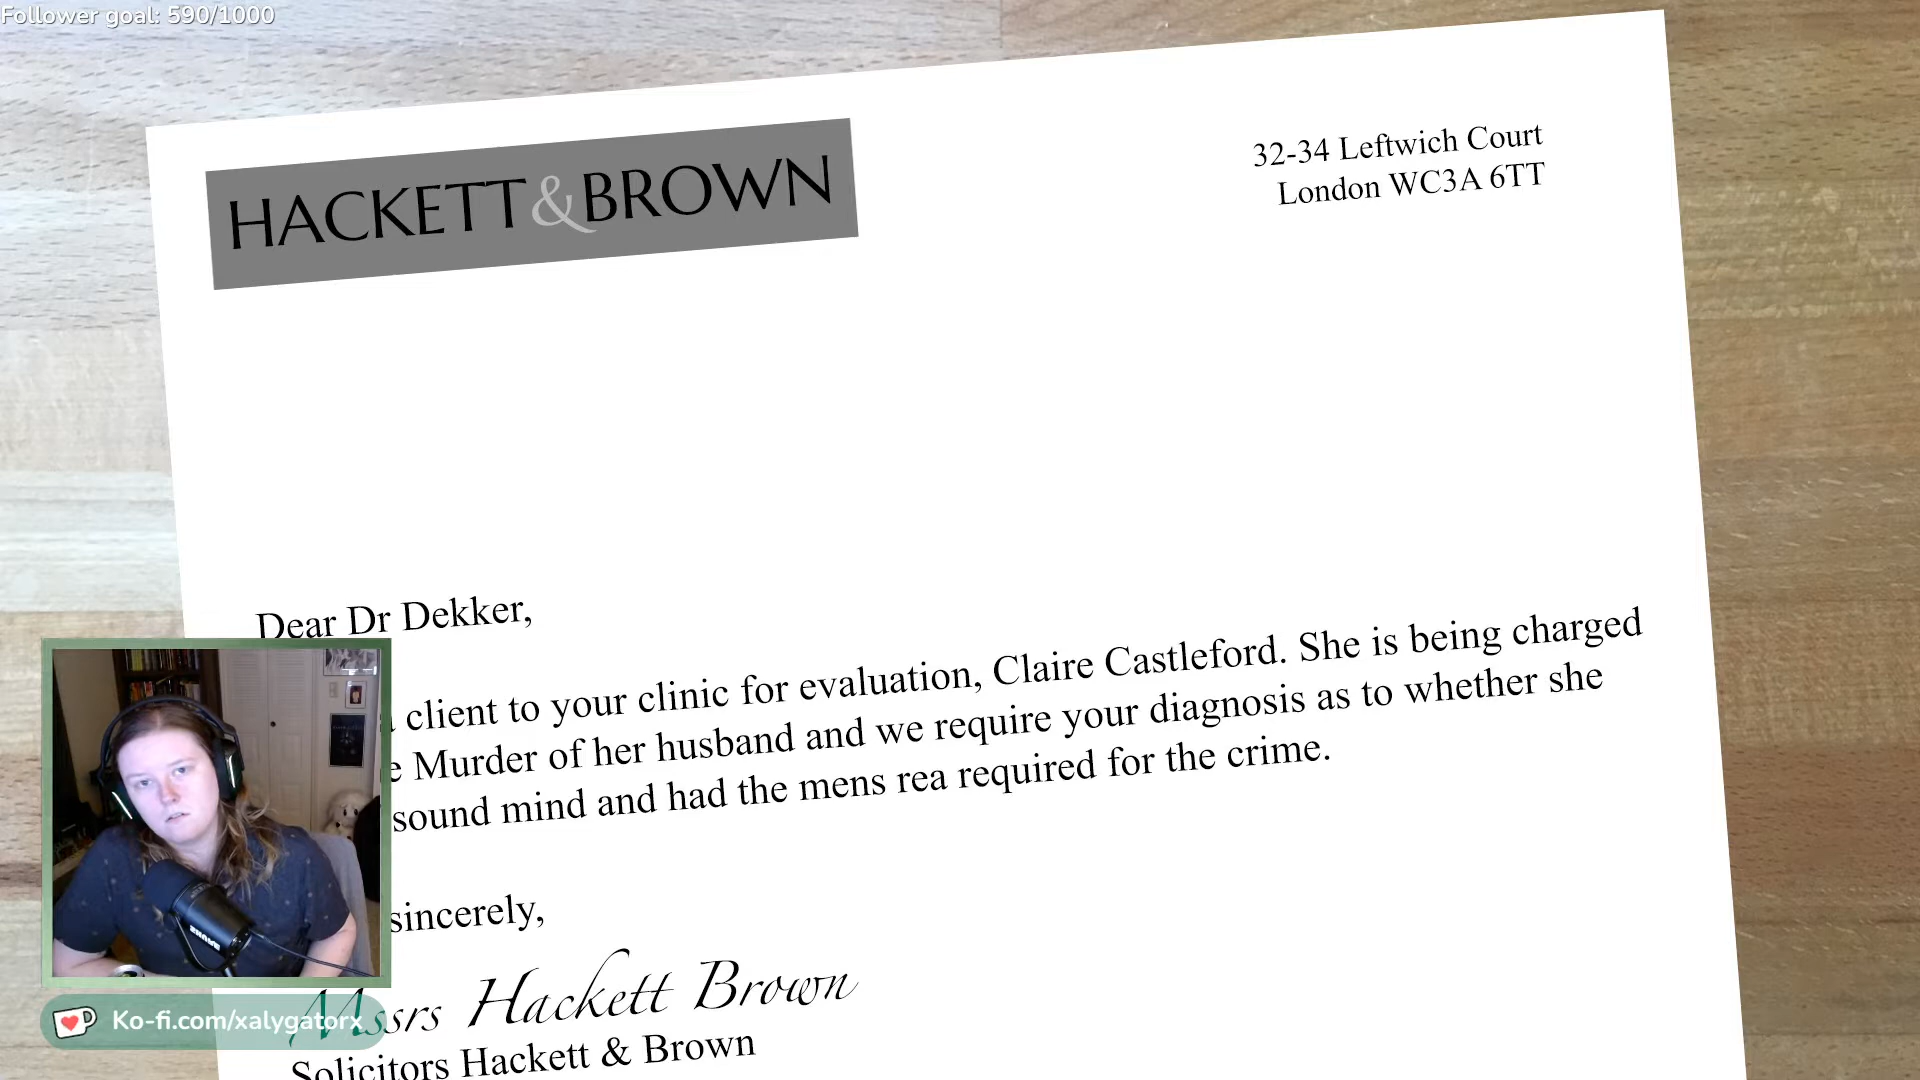 Follower goal: 590/1000
HACKETT&BROWN
32-34 Leftwich Court
London WC3A 6TT
Dear Dr Dekker,
client to your clinic for evaluation, Claire Castleford. She is being charged
e Murder of her husband and we require your diagnosis as to whether she
sound mind and had the mens rea required for the crime.
sincerely,
Mssrs Hackett Brown
Solicitors Hackett & Brown
Ko-fi.com/xalygatorx
SHURE